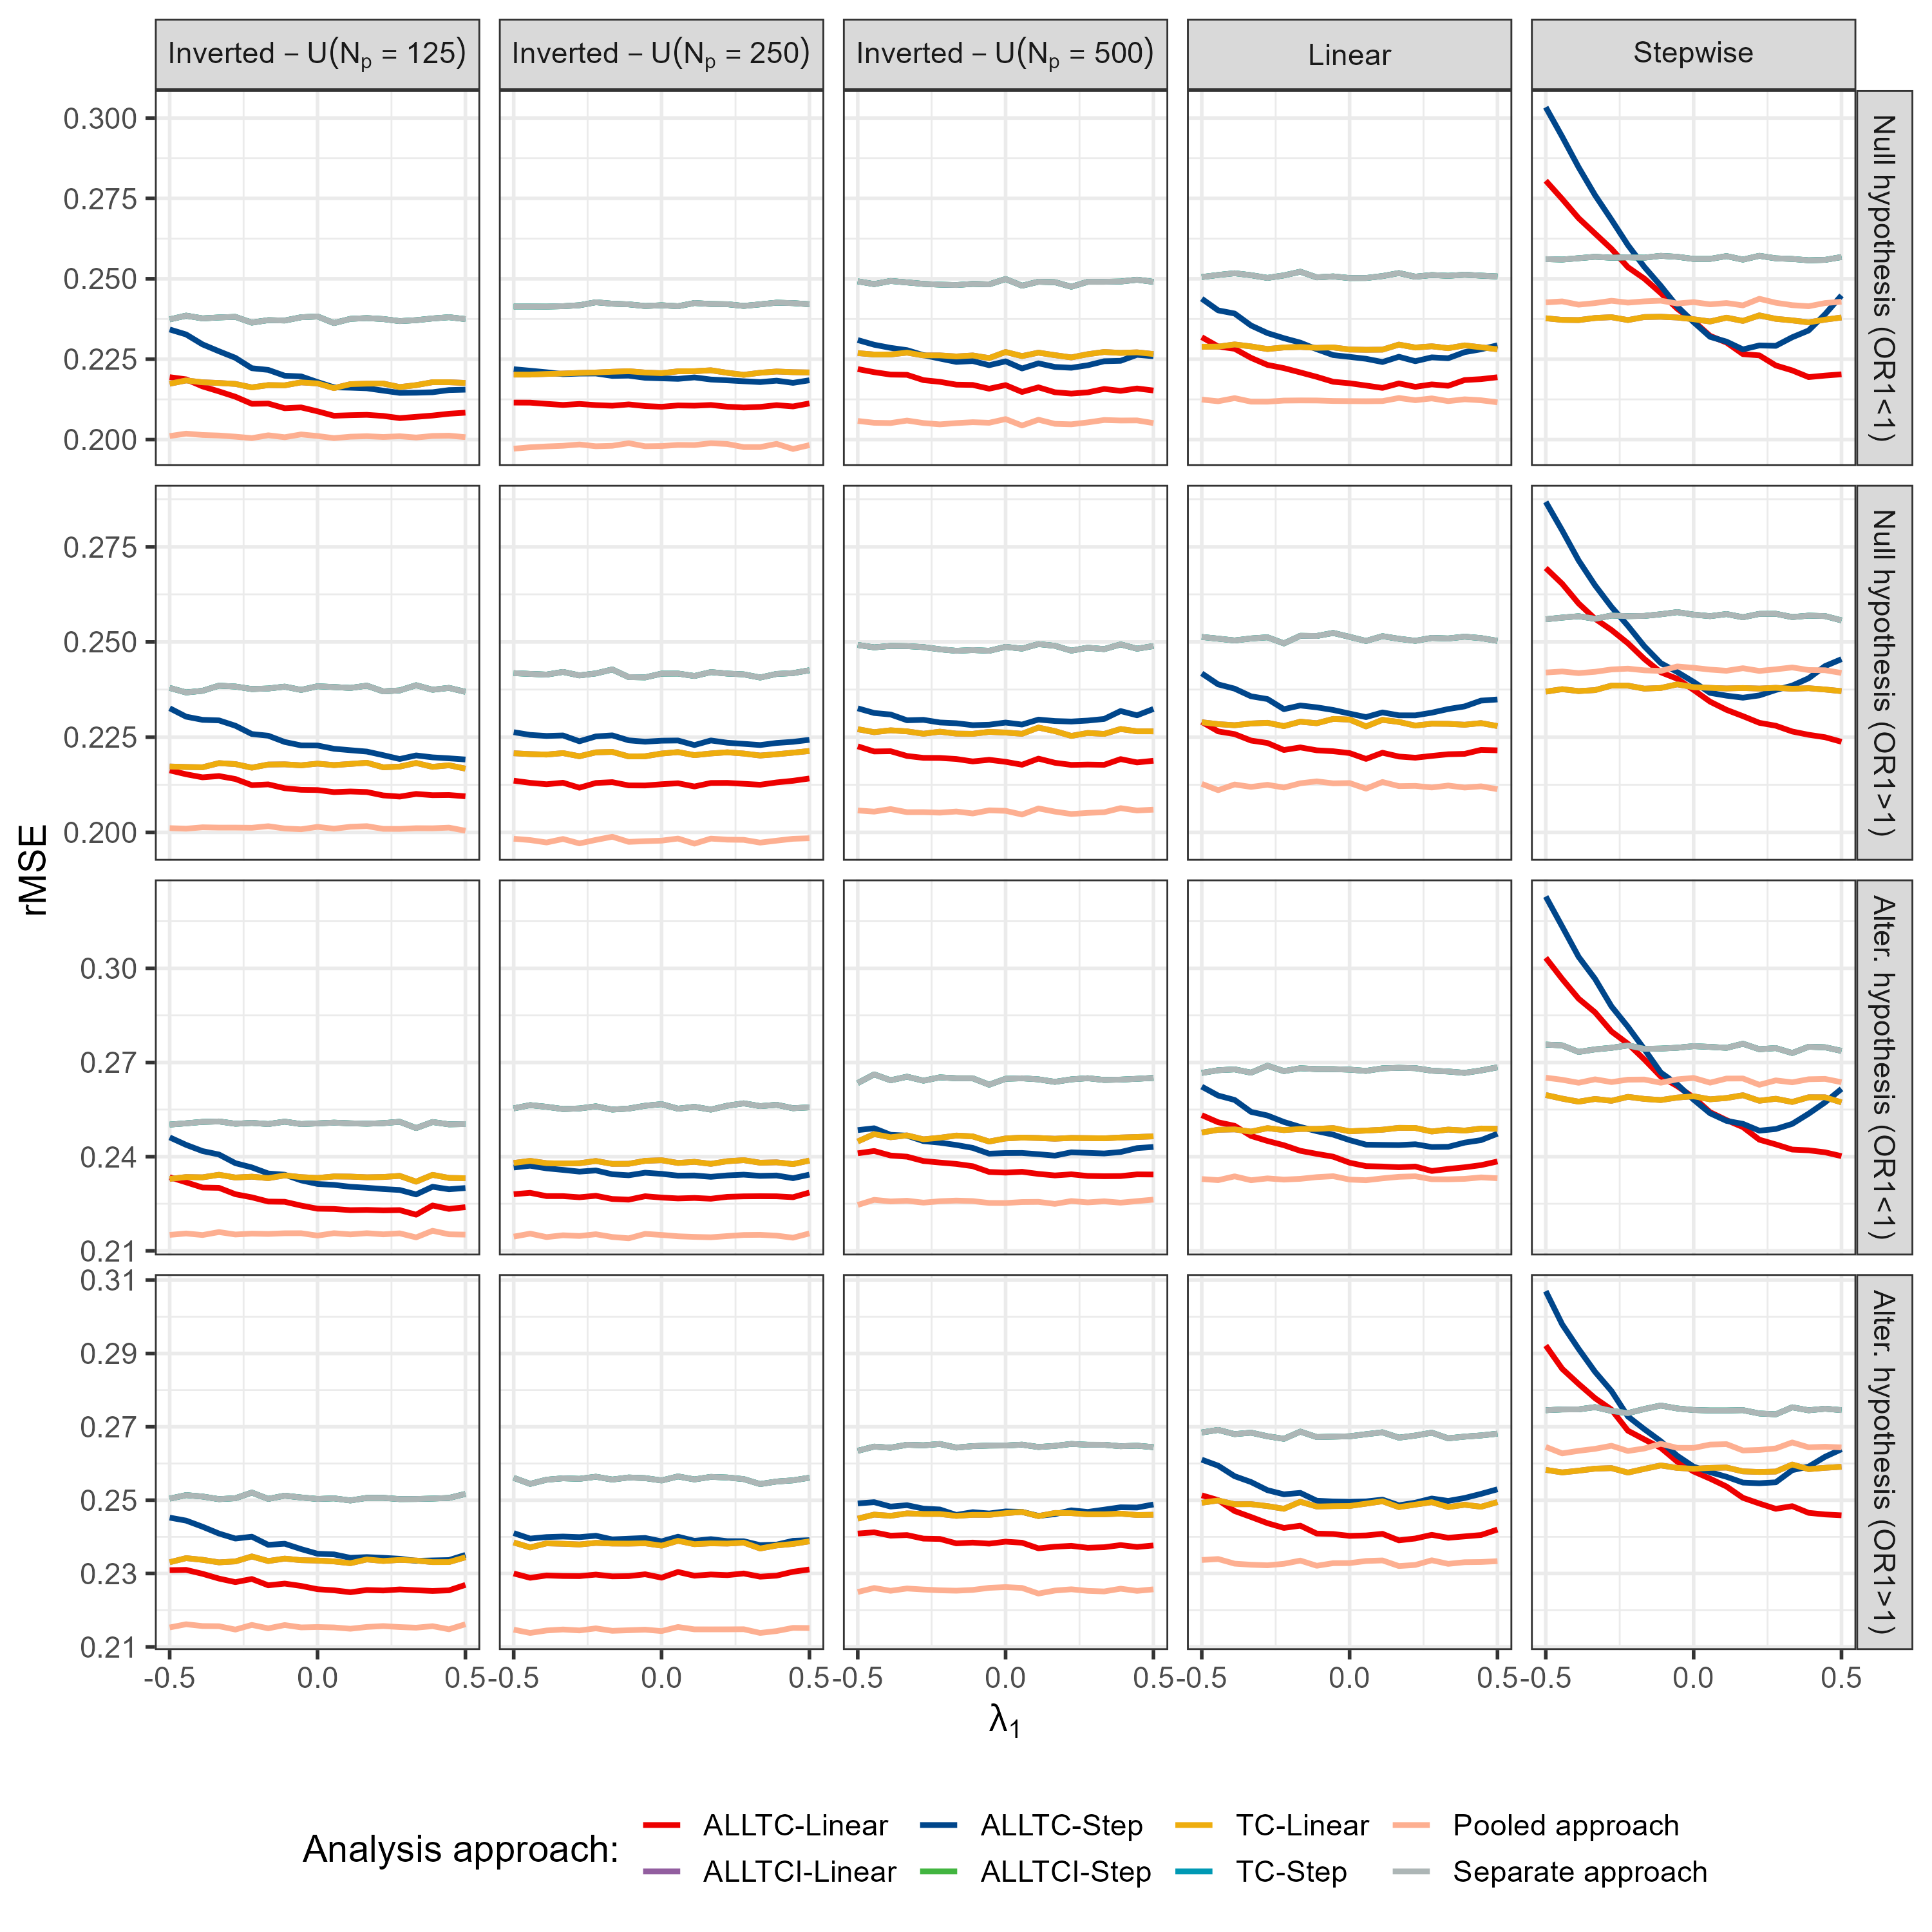 Inverted − U(Np = 125) Inverted − U(Np = 250) Inverted − U(Np = 500) Linear Stepwise
0.300
0.275
0.250
0.225
0.200
Null hypothesis (OR1<1)
0.275
0.250
0.225
0.200
Null hypothesis (OR1>1)
rMSE
0.30
0.27
0.24
0.21
Alter. hypothesis (OR1<1)
0.31
0.29
0.27
0.25
0.23
0.21
Alter. hypothesis (OR1>1)
-0.5 0.0 0.5 -0.5 0.0 0.5 -0.5 0.0 0.5 -0.5 0.0 0.5 -0.5 0.0 0.5
λ1
Analysis approach:
ALLTC-Linear ALLTC-Step TC-Linear Pooled approach
ALLTCI-Linear ALLTCI-Step TC-Step Separate approach